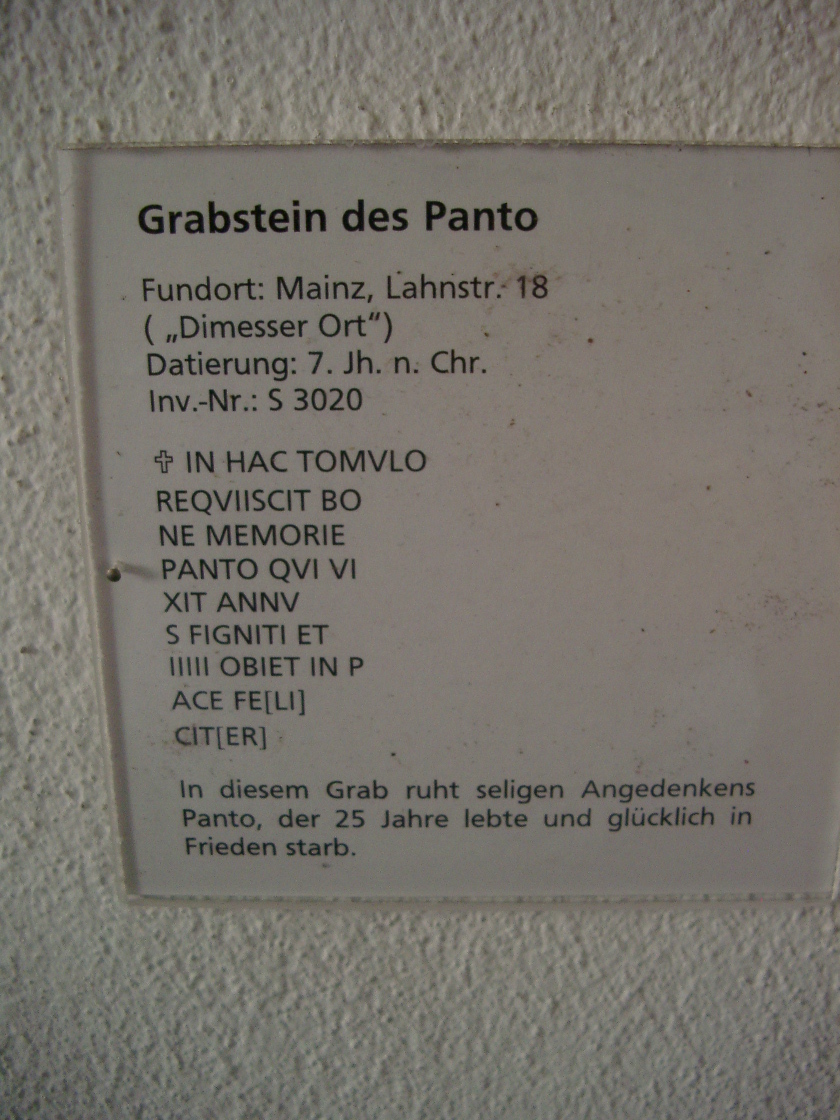 Grabstein des Panto
Fundort: Mainz, Lahnstr. 18
( „Dimesser Ort“)
Datierung: 7. Jh. n. Chr.
Inv.-Nr.: S 3020
✞ IN HAC TOMVLO
REQVIISCIT BO
NE MEMORIE
PANTO QVI VI
XIT ANNV
S FIGNITI ET
IIIII OBIET IN P
ACE FE[LI]
CIT[ER]
In diesem Grab ruht seligen Angedenkens
Panto, der 25 Jahre lebte und glücklich in
Frieden starb.